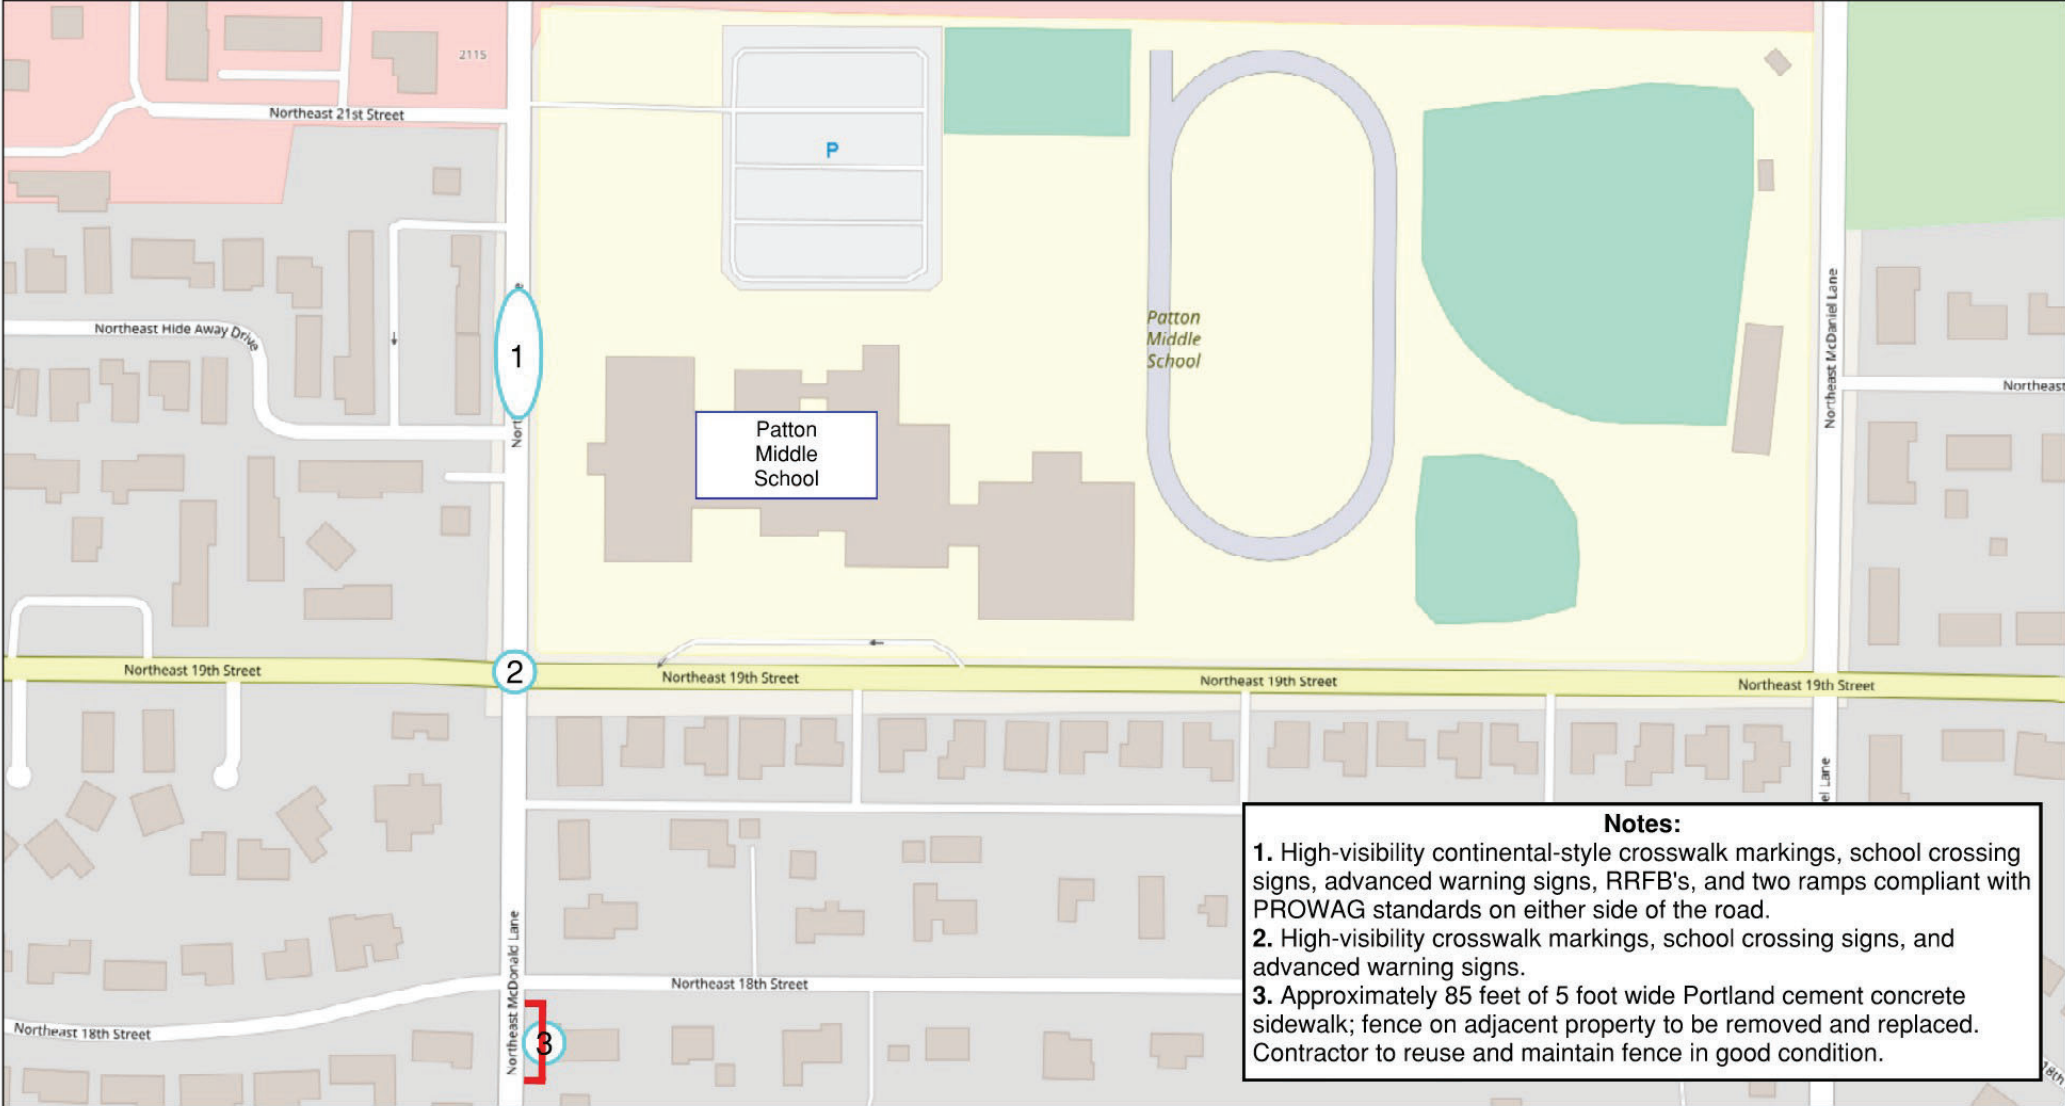 2115
Northeast 21st Street
P
Northeast Hide Away Drive
1
Patton
Middle
School
Patton
Middle
School
Northeast McDaniel Lane
Northeast
2
Northeast 19th Street
Northeast 19th Street
Northeast 19th Street
Northeast 19th Street
el Lane
Northeast McDonald Lane
Northeast 18th Street
Northeast 18th Street
3
18th
Notes:
1. High-visibility continental-style crosswalk markings, school crossing
signs, advanced warning signs, RRFB's, and two ramps compliant with
PROWAG standards on either side of the road.
2. High-visibility crosswalk markings, school crossing signs, and
advanced warning signs.
3. Approximately 85 feet of 5 foot wide Portland cement concrete
sidewalk; fence on adjacent property to be removed and replaced.
Contractor to reuse and maintain fence in good condition.